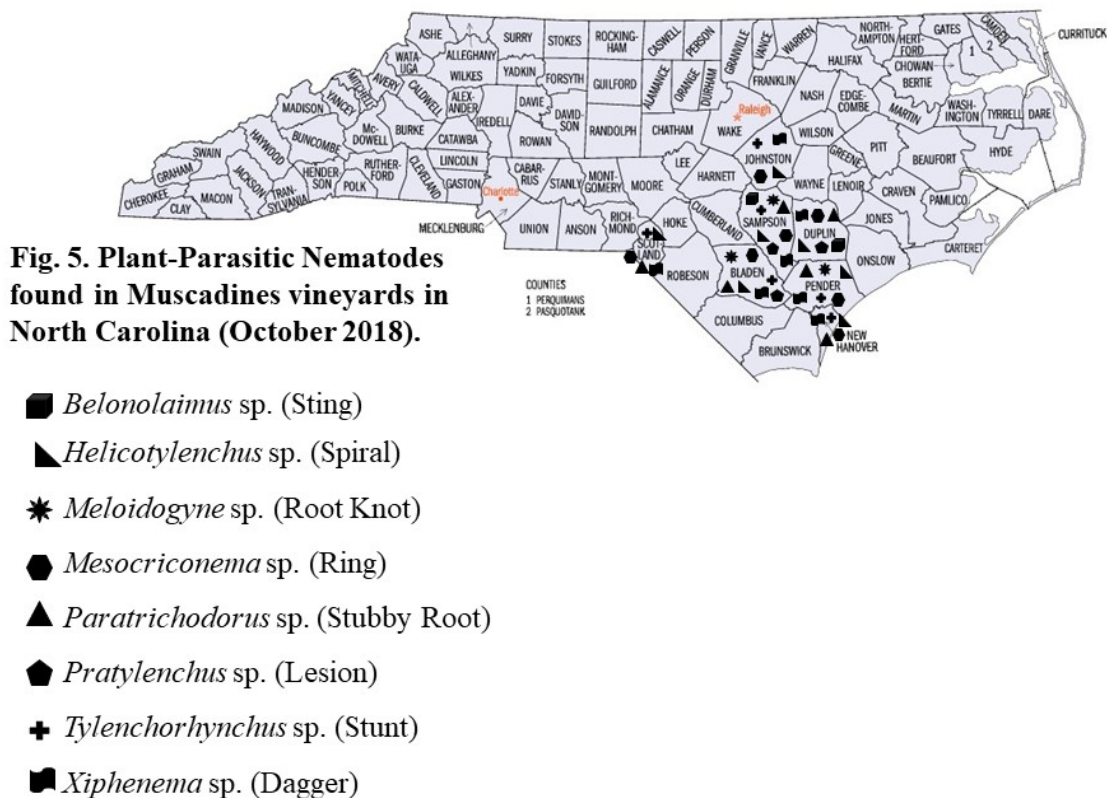 ASHE
ALLEGHANY
SURRY
STOKES
ROCKING-
HAM
CASWELL
PERSON
GRANVILLE
VANCE
WARREN
NORTH-
AMPTON
HERT-
FORD
GATES
CAMDEN
CURRITUCK
WATA-
UGA
WILKES
YADKIN
FORSYTH
GUILFORD
ALAMANCE
ORANGE
DURHAM
FRANKLIN
HALIFAX
CHOWAN
BERTIE
1
2
MITCHELL
AVERY
CALDWELL
ALEX-
ANDER
IREDELL
DAVIE
DAVID-
SON
RANDOLPH
CHATHAM
WAKE
Raleigh
NASH
EDGE-
COMBE
MARTIN
WASH-
INGTON
TYRRELL
DARE
MADISON
YANCEY
Mc-
DOWELL
BURKE
CATAWBA
ROWAN
WILSON
PITT
BEAUFORT
HYDE
HAYWOOD
BUNCOMBE
RUTHER-
FORD
CLEVELAND
LINCOLN
GASTON
CABAR-
RUS
STANLY
MONT-
GOMERY
MOORE
LEE
HARNETT
JOHNSTON
WAYNE
GREENE
LENOIR
CRAVEN
PAMLICO
SWAIN
GRAHAM
CHEROKEE
CLAY
MACON
JACKSON
TRAN-
SYLVANIA
HENDER-
SON
POLK
Charlotte
MECKLENBURG
UNION
ANSON
RICH-
MOND
HOKE
SCOT-
LAND
CUMBERLAND
SAMPSON
DUPLIN
JONES
CARTERET
ONSLOW
ROBESON
BLADEN
PENDER
COLUMBUS
BRUNSWICK
NEW
HANOVER
COUNTIES
1 PERQUIMANS
2 PASQUOTANK
Fig. 5. Plant-Parasitic Nematodes
found in Muscadines vineyards in
North Carolina (October 2018).
Belonolaimus sp. (Sting)
Helicotylenchus sp. (Spiral)
Meloidogyne sp. (Root Knot)
Mesocriconema sp. (Ring)
Paratrichodorus sp. (Stubby Root)
Pratylenchus sp. (Lesion)
Tylenchorhynchus sp. (Stunt)
Xiphenema sp. (Dagger)